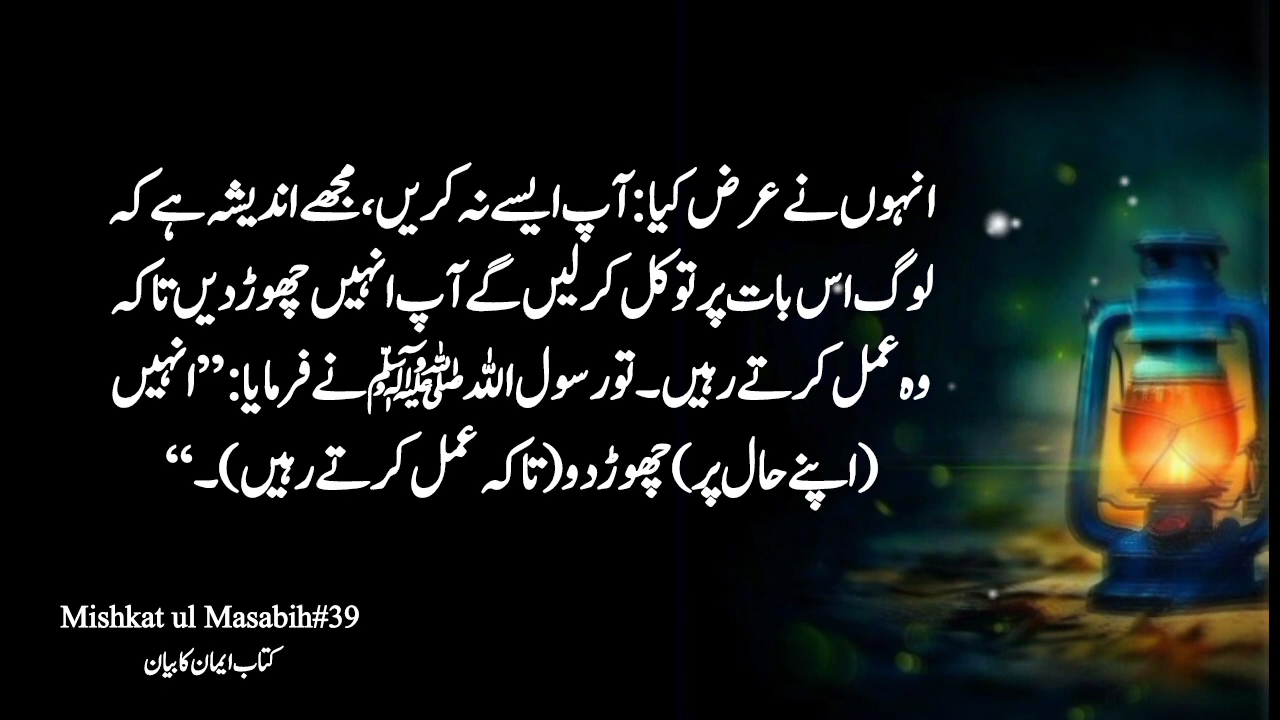 انہوں نے عرض کیا: آپ ایسے نہ کریں، مجھے اندیشہ ہے کہ
لوگ اس بات پر توکل کر لیں گے آپ انہیں چھوڑ دیں تاکہ
وہ عمل کرتے رہیں۔ تو رسول اللہ ﷺ نے فرمایا: ”انہیں
(اپنے حال پر) چھوڑ دو (تاکہ عمل کرتے رہیں)۔“
Mishkat ul Masabih#39
کتاب ایمان کا بیان